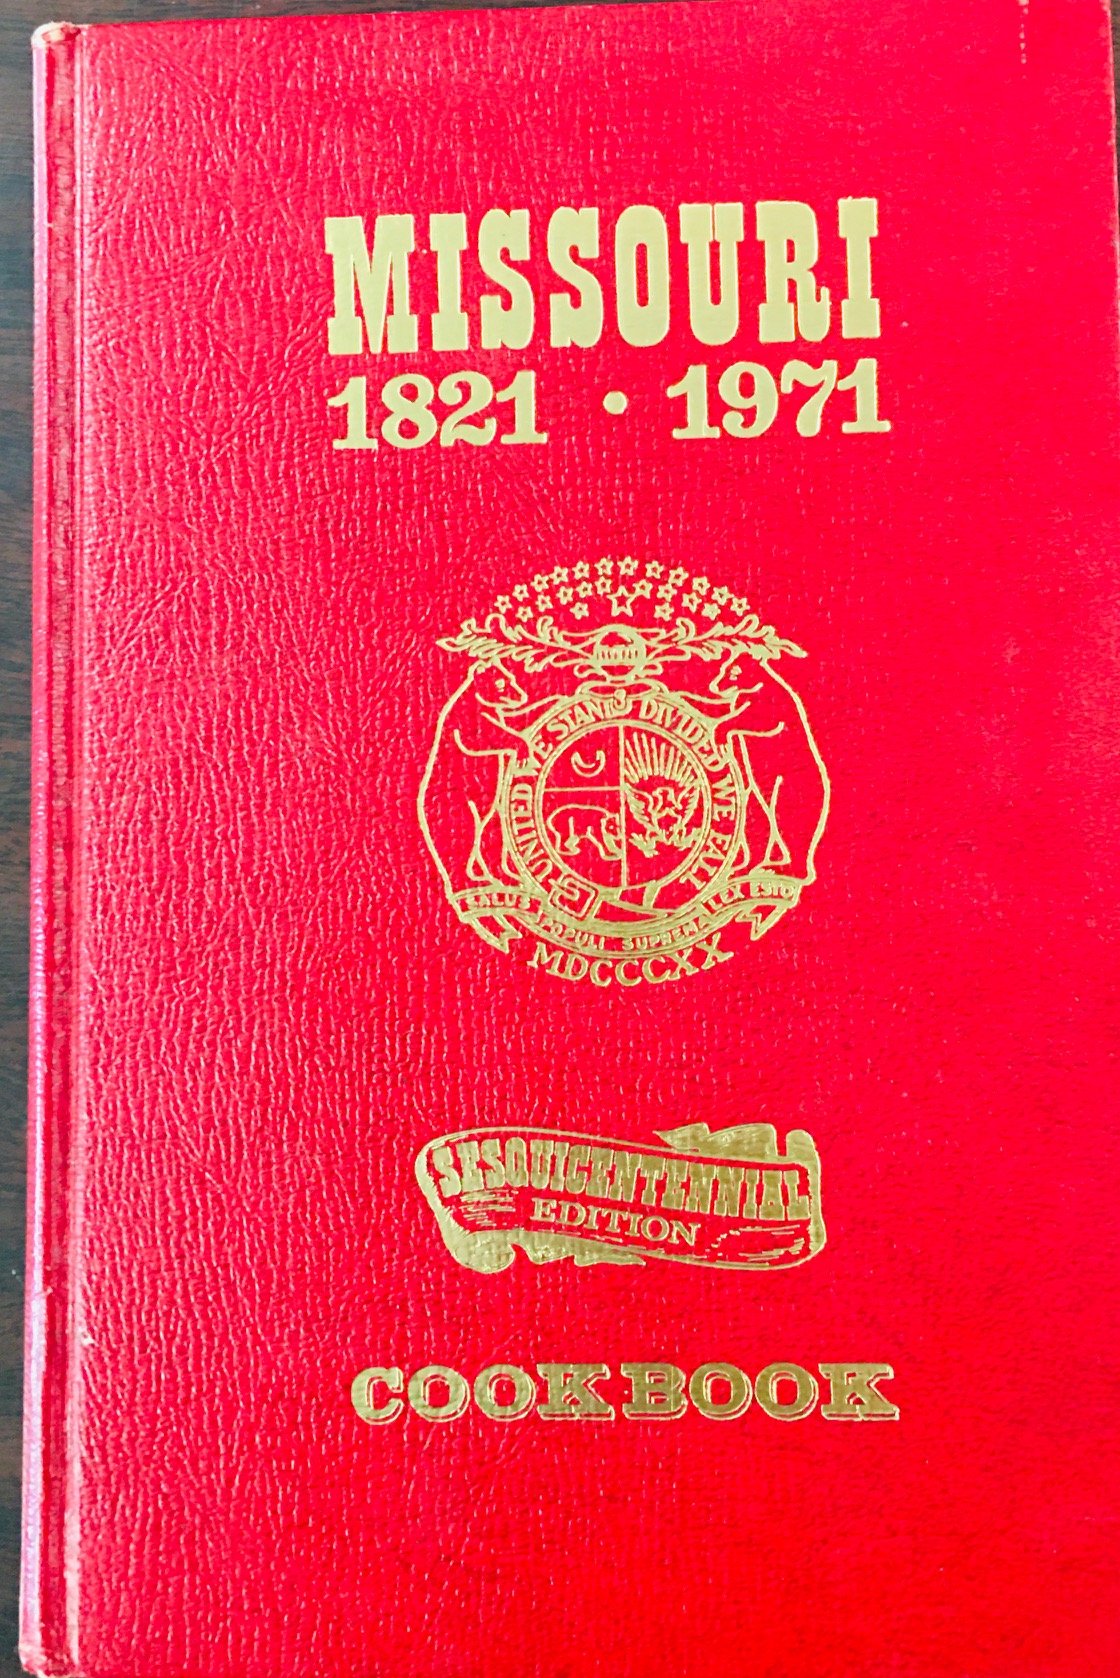 MISSOURI
1821 • 1971
UNITED WE STAND DIVIDED WE FALL
SALUS POPULI SUPREMA LEX ESTO
MDCCCXX
SESQUICENTENNIAL
EDITION
COOKBOOK